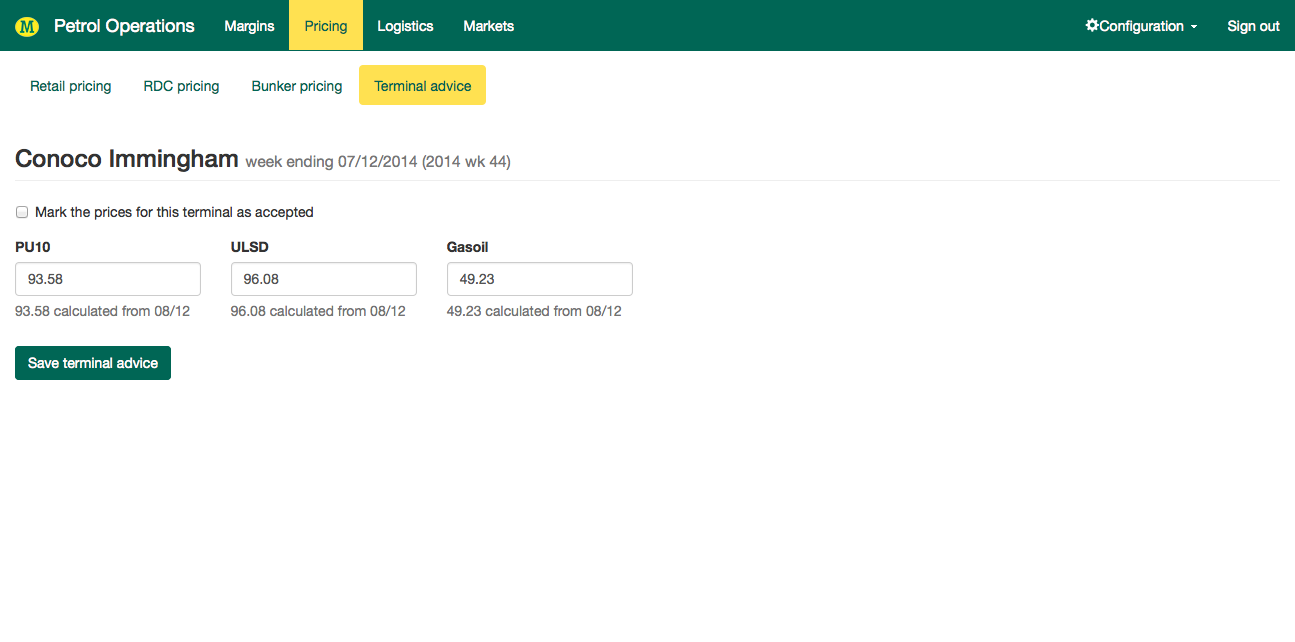 M Petrol Operations Margins Pricing Logistics Markets Configuration Sign out
Retail pricing RDC pricing Bunker pricing Terminal advice
Conoco Immingham week ending 07/12/2014 (2014 wk 44)
Mark the prices for this terminal as accepted
PU10 ULSD Gasoil
93.58 96.08 49.23
93.58 calculated from 08/12 96.08 calculated from 08/12 49.23 calculated from 08/12
Save terminal advice